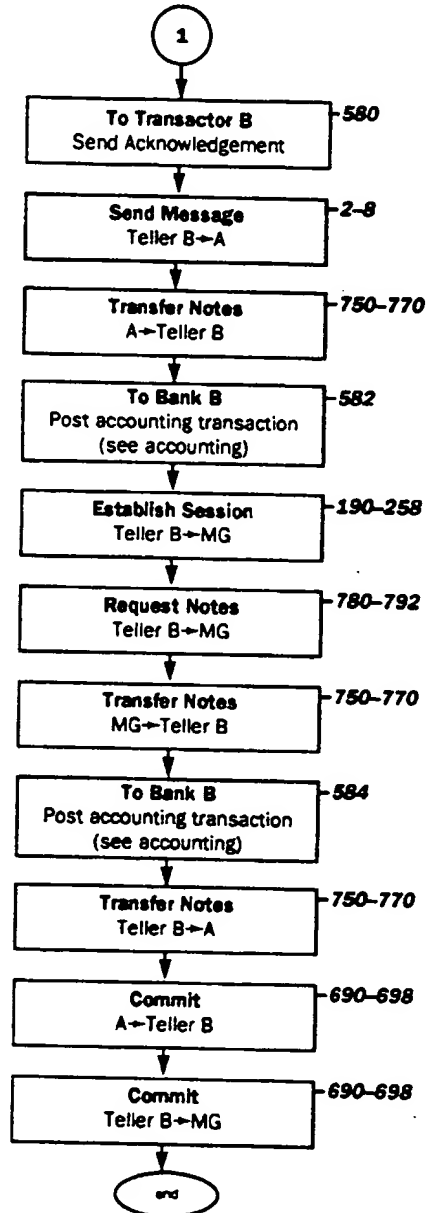 1
To Transactor B
Send Acknowledgement
580
Send Message
Teller B→A
2–8
Transfer Notes
A→Teller B
750–770
To Bank B
Post accounting transaction
(see accounting)
582
Establish Session
Teller B→MG
190–258
Request Notes
Teller B→MG
780–792
Transfer Notes
MG→Teller B
750–770
To Bank B
Post accounting transaction
(see accounting)
584
Transfer Notes
Teller B→A
750–770
Commit
A→Teller B
690–698
Commit
Teller B→MG
690–698
end